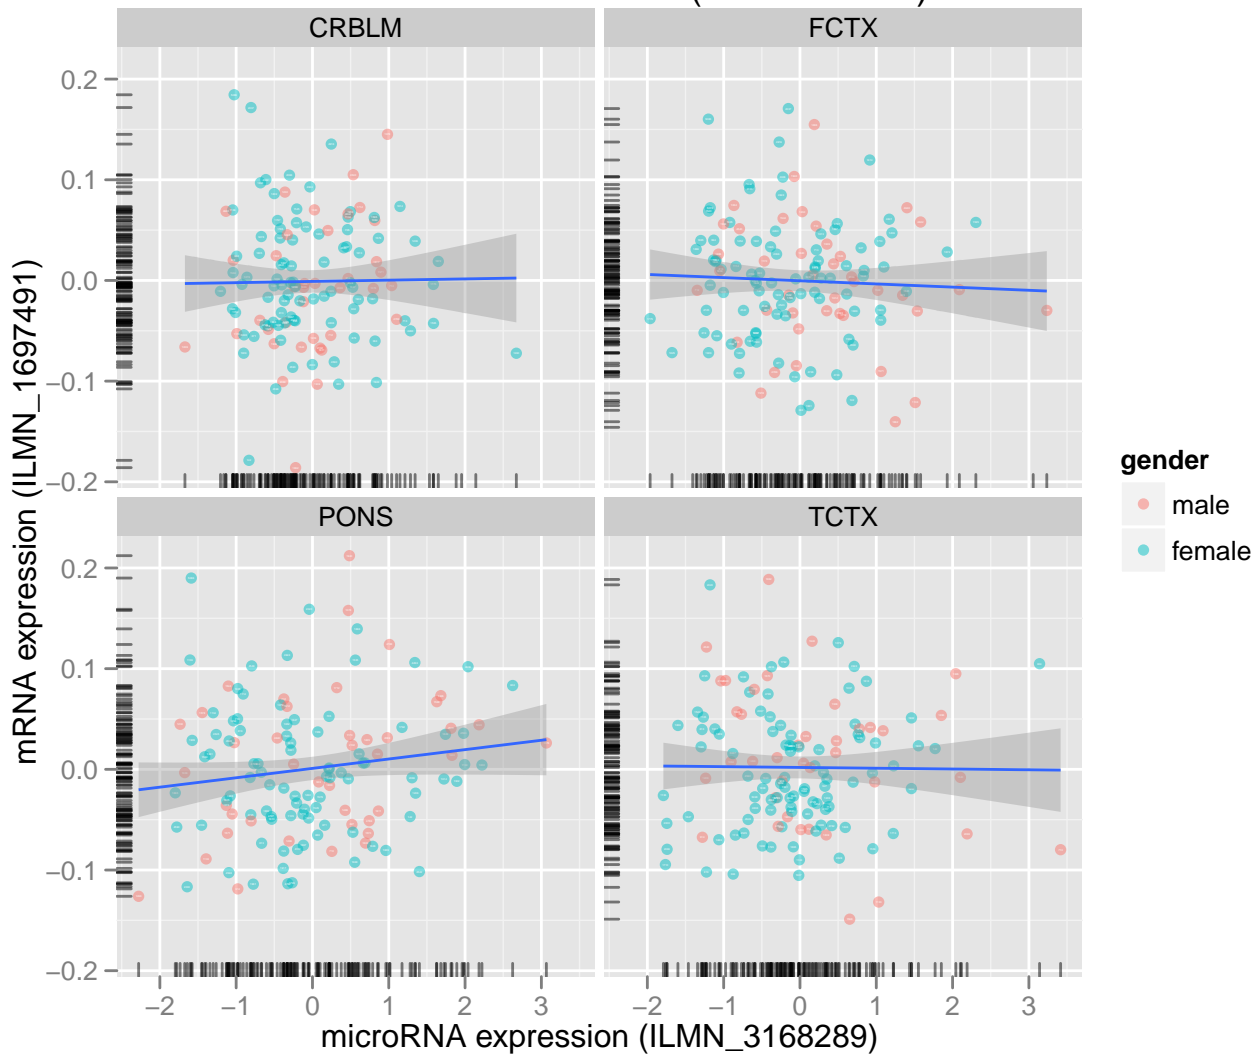 CRBLM FCTX
0.2
0.1
0.0
−0.1
−0.2
PONS TCTX
0.2
0.1
0.0
−0.1
−0.2
−2 −1 0 1 2 3 −2 −1 0 1 2 3
microRNA expression (ILMN_3168289)
mRNA expression (ILMN_1697491)
gender
male
female